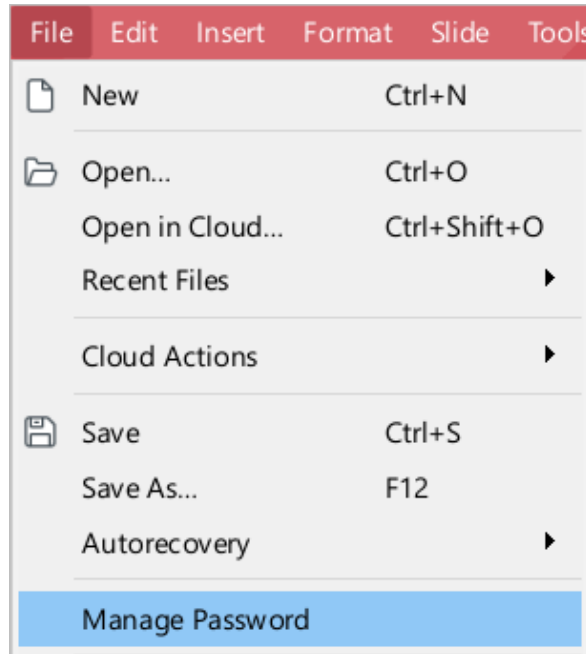 File Edit Insert Format Slide Tools
New Ctrl+N
Open... Ctrl+O
Open in Cloud... Ctrl+Shift+O
Recent Files
Cloud Actions
Save Ctrl+S
Save As... F12
Autorecovery
Manage Password